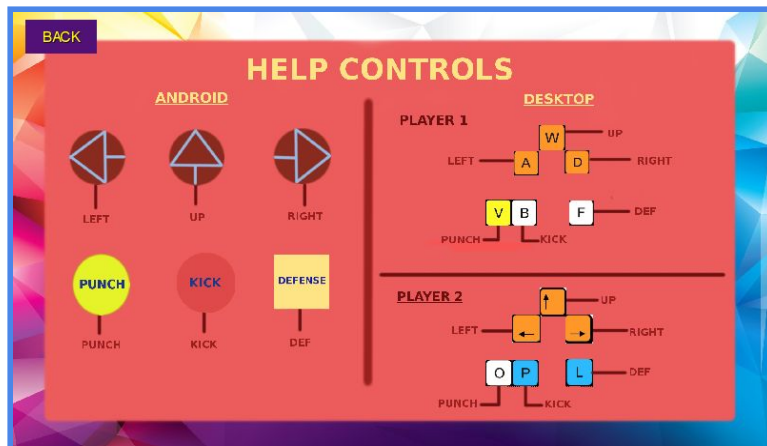 BACK
HELP CONTROLS
ANDROID
LEFT
UP
RIGHT
PUNCH
KICK
DEFENSE
PUNCH
KICK
DEF
DESKTOP
PLAYER 1
W
UP
LEFT
A
D
RIGHT
V
B
F
DEF
PUNCH
KICK
PLAYER 2
↑
UP
LEFT
←
→
RIGHT
O
P
L
DEF
PUNCH
KICK